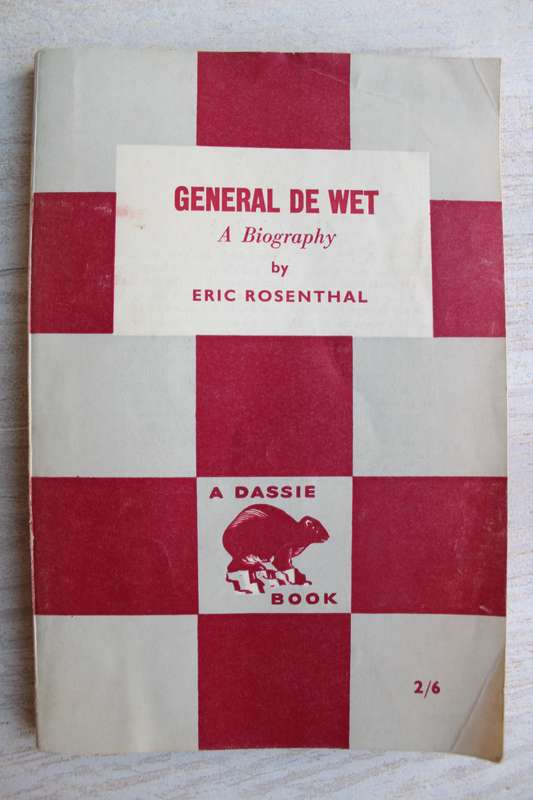 GENERAL DE WET
A Biography
by
ERIC ROSENTHAL
A DASSIE
BOOK
2/6